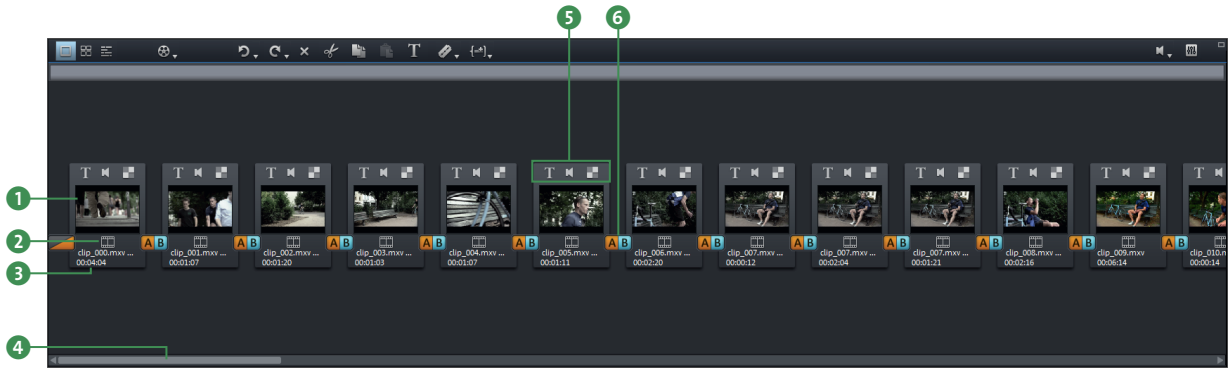 5 6
T
T T T T T T T T T T T T T
1
2
A B A B A B A B A B A B A B A B A B A B A B A B
clip_000.mxv ... clip_001.mxv ... clip_002.mxv ... clip_003.mxv ... clip_004.mxv ... clip_005.mxv ... clip_006.mxv ... clip_007.mxv ... clip_007.mxv ... clip_007.mxv ... clip_008.mxv ... clip_009.mxv clip_010.m
3
00:04:04 00:01:07 00:01:20 00:01:03 00:01:07 00:01:11 00:02:20 00:00:12 00:02:04 00:01:21 00:02:16 00:06:14 00:00:14
4